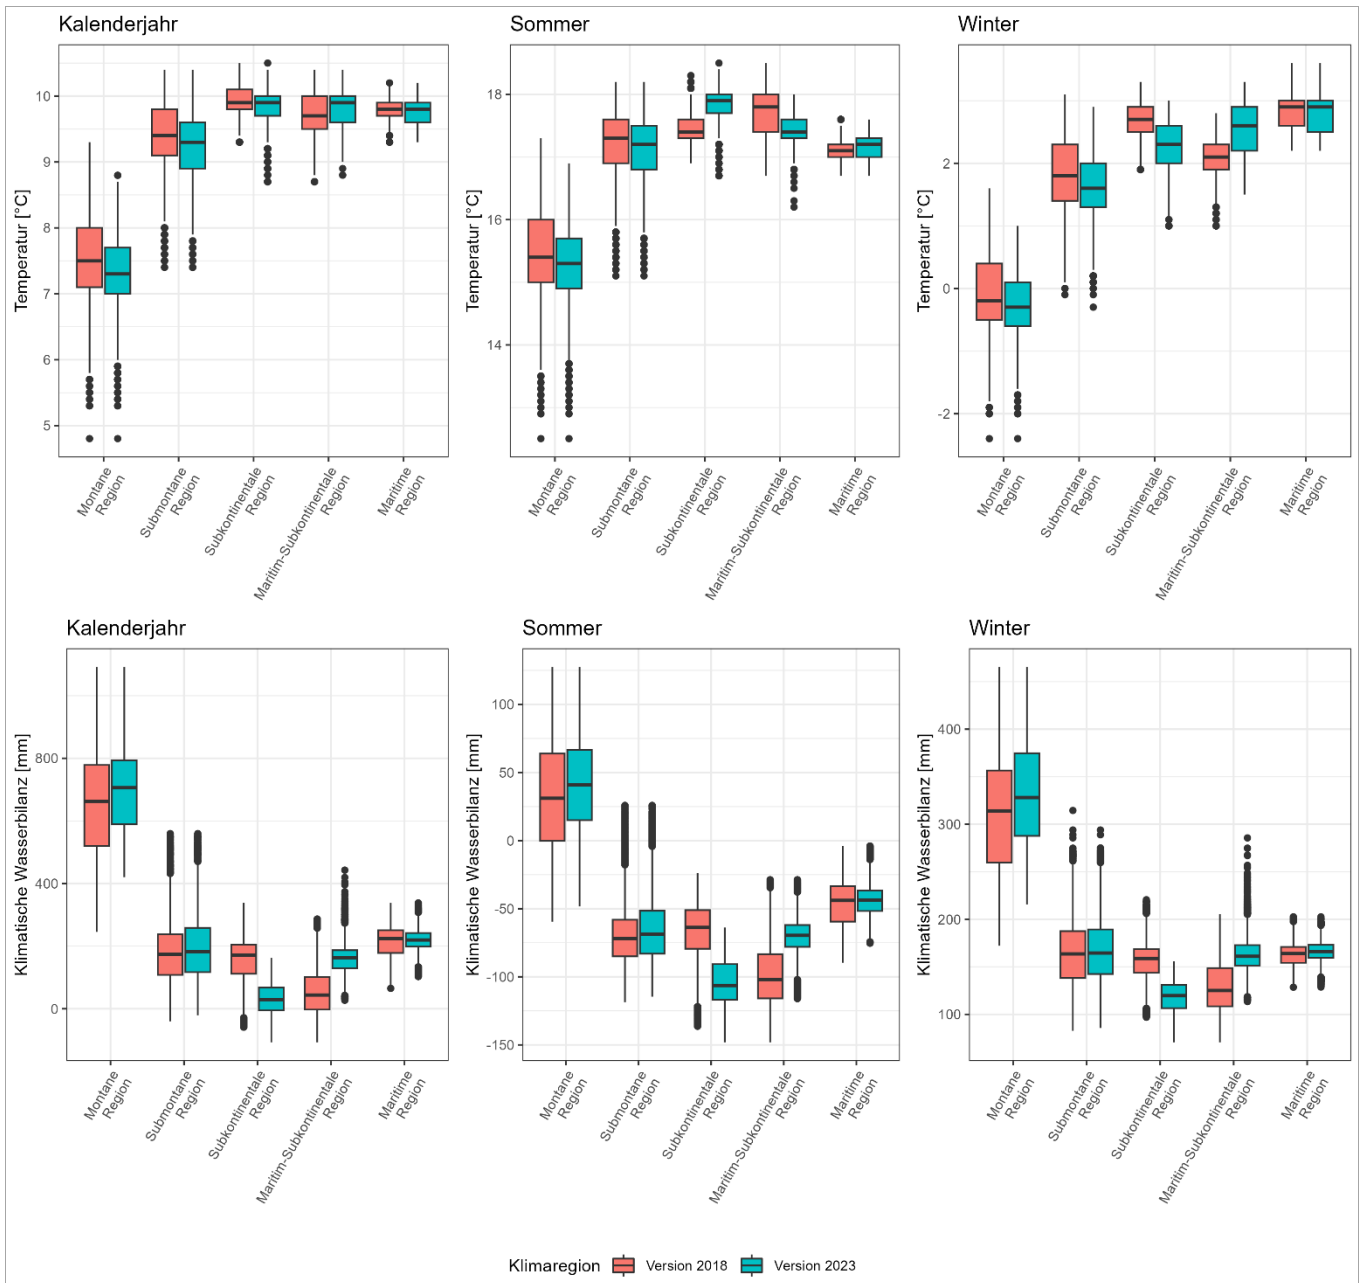 Kalenderjahr
Sommer
Winter
Temperatur [°C]
10
9
8
7
6
5
Temperatur [°C]
18
16
14
Temperatur [°C]
2
0
-2
Montane
Region
Submontane
Region
Subkontinentale
Region
Maritim-Subkontinentale
Region
Maritime
Region
Montane
Region
Submontane
Region
Subkontinentale
Region
Maritim-Subkontinentale
Region
Maritime
Region
Montane
Region
Submontane
Region
Subkontinentale
Region
Maritim-Subkontinentale
Region
Maritime
Region
Kalenderjahr
Sommer
Winter
Klimatische Wasserbilanz [mm]
800
400
0
Klimatische Wasserbilanz [mm]
100
50
0
-50
-100
-150
Klimatische Wasserbilanz [mm]
400
300
200
100
Montane
Region
Submontane
Region
Subkontinentale
Region
Maritim-Subkontinentale
Region
Maritime
Region
Montane
Region
Submontane
Region
Subkontinentale
Region
Maritim-Subkontinentale
Region
Maritime
Region
Montane
Region
Submontane
Region
Subkontinentale
Region
Maritim-Subkontinentale
Region
Maritime
Region
Klimaregion Version 2018 Version 2023